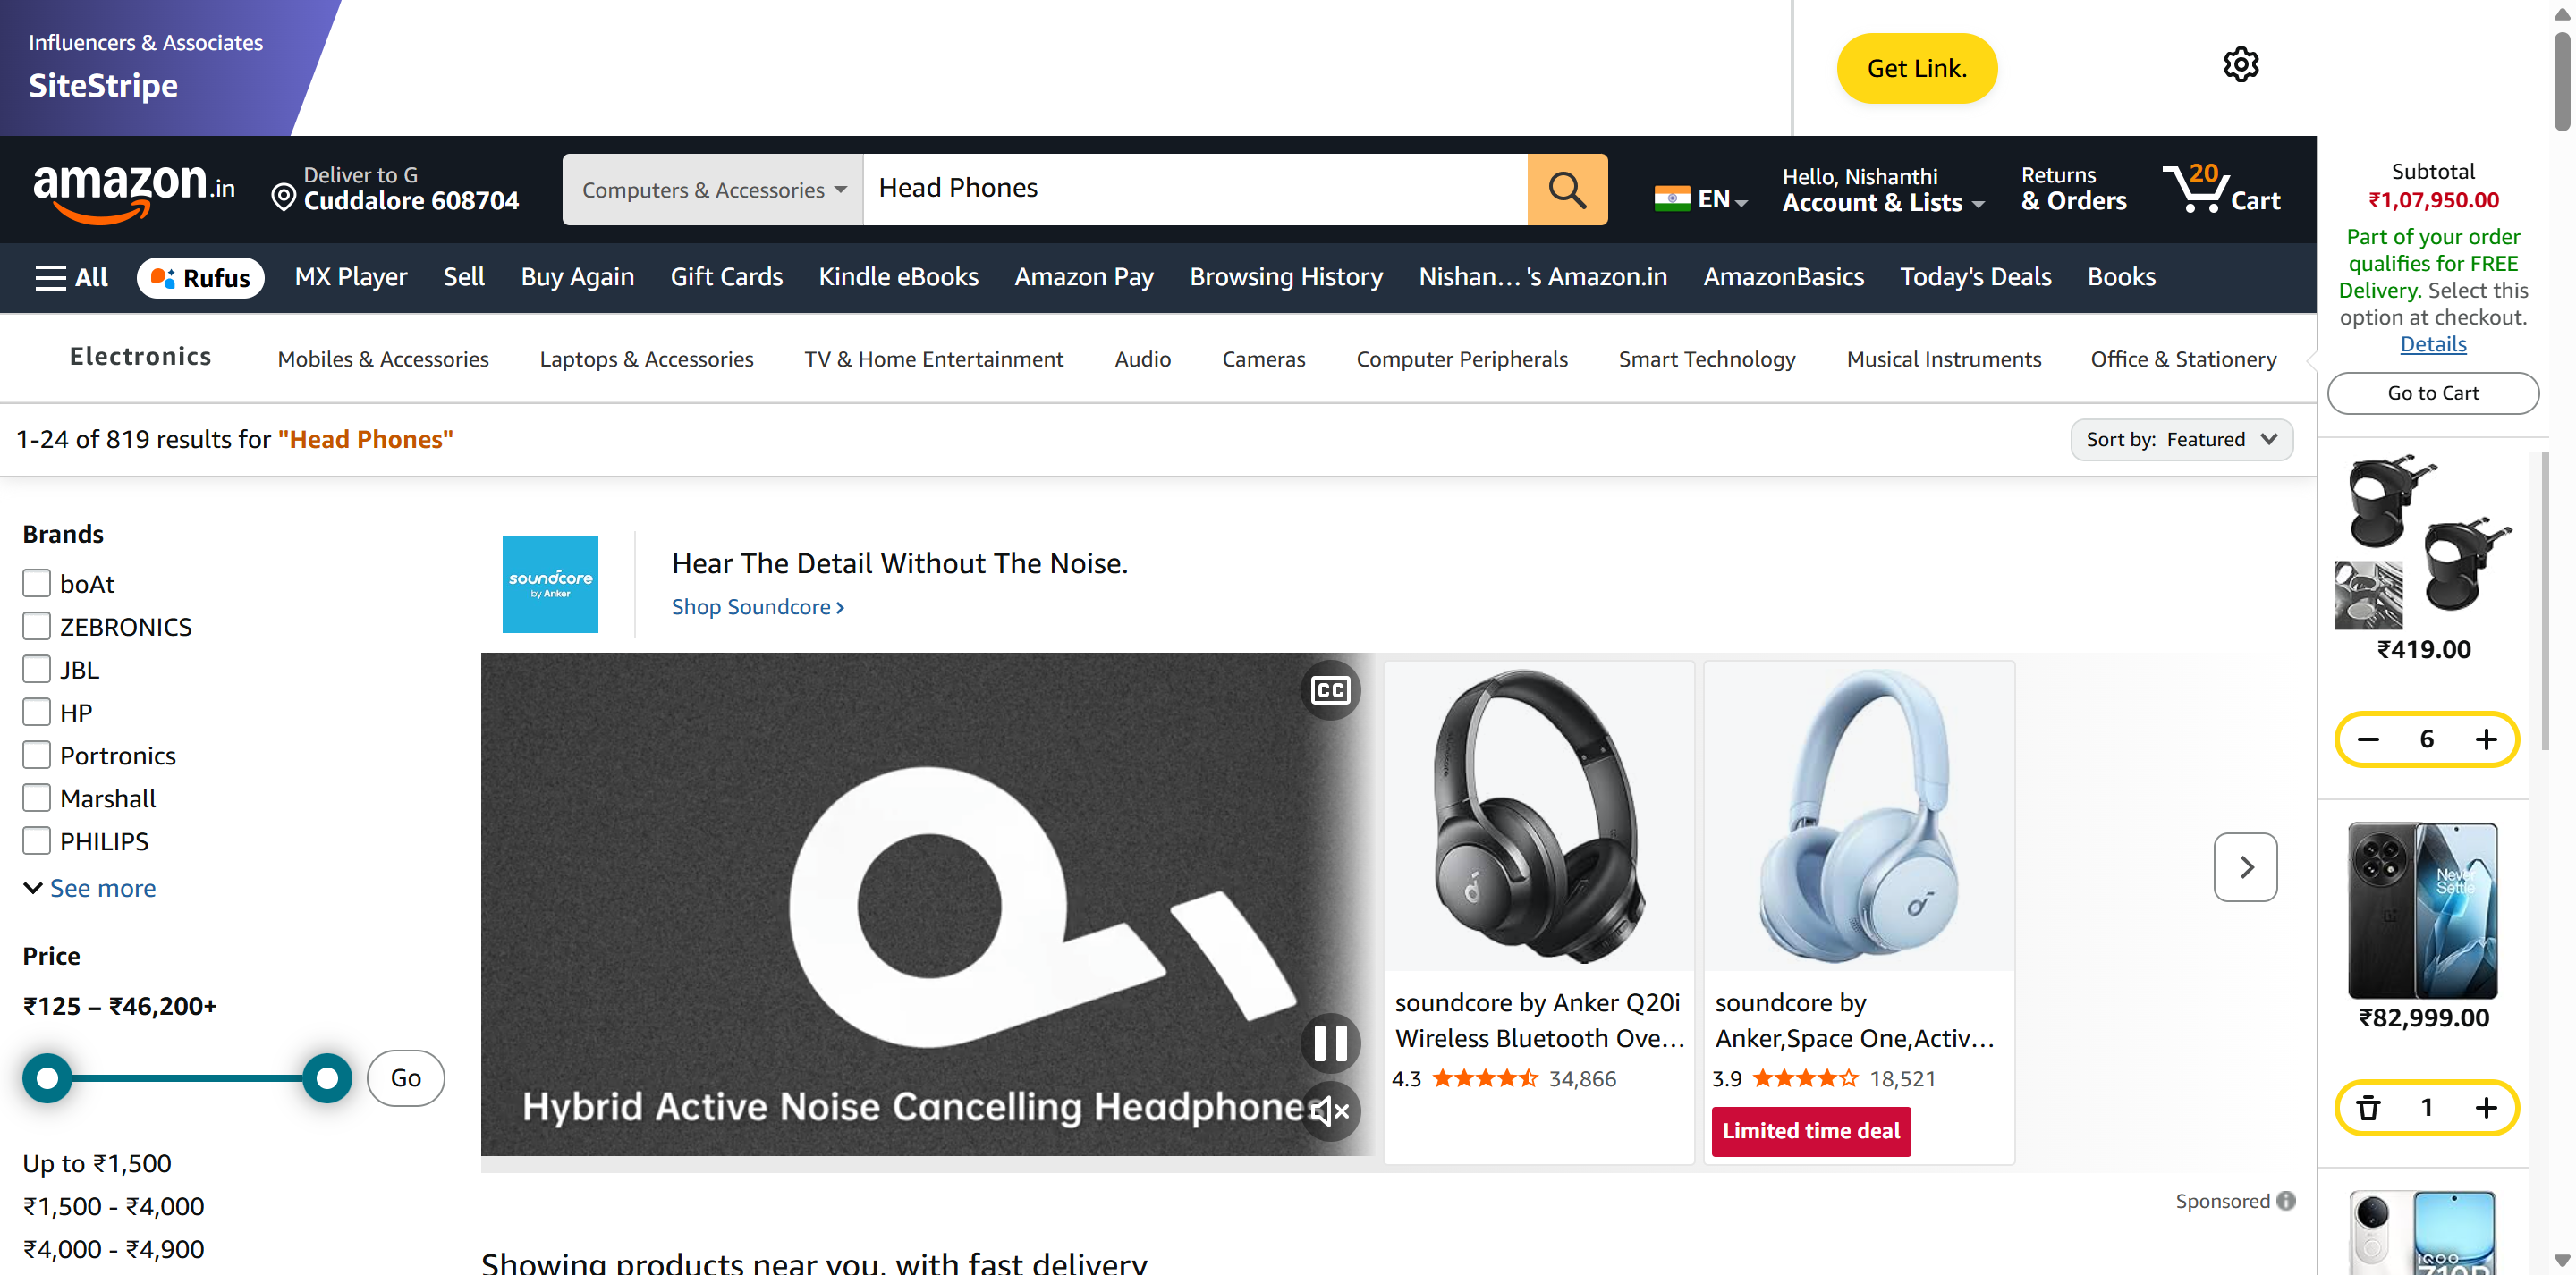 Influencers & Associates
SiteStripe
Get Link.
amazon.in
Deliver to G
Cuddalore 608704
Computers & Accessories
Head Phones
EN
Hello, Nishanthi
Account & Lists
Returns
& Orders
20
Cart
All
Rufus
MX Player
Sell
Buy Again
Gift Cards
Kindle eBooks
Amazon Pay
Browsing History
Nishan… 's Amazon.in
AmazonBasics
Today's Deals
Books
Electronics
Mobiles & Accessories
Laptops & Accessories
TV & Home Entertainment
Audio
Cameras
Computer Peripherals
Smart Technology
Musical Instruments
Office & Stationery
1-24 of 819 results for "Head Phones"
Sort by: Featured
Brands
boAt
ZEBRONICS
JBL
HP
Portronics
Marshall
PHILIPS
See more
Price
₹125 – ₹46,200+
Go
Up to ₹1,500
₹1,500 - ₹4,000
₹4,000 - ₹4,900
soundcore
by Anker
Hear The Detail Without The Noise.
Shop Soundcore ›
CC
Hybrid Active Noise Cancelling Headphones
soundcore by Anker Q20i
Wireless Bluetooth Ove…
4.3
34,866
soundcore by
Anker,Space One,Activ…
3.9
18,521
Limited time deal
Sponsored
Showing products near you, with fast delivery
Subtotal
₹1,07,950.00
Part of your order
qualifies for FREE
Delivery. Select this
option at checkout.
Details
Go to Cart
₹419.00
6
Never
Settle
₹82,999.00
1
iQOO